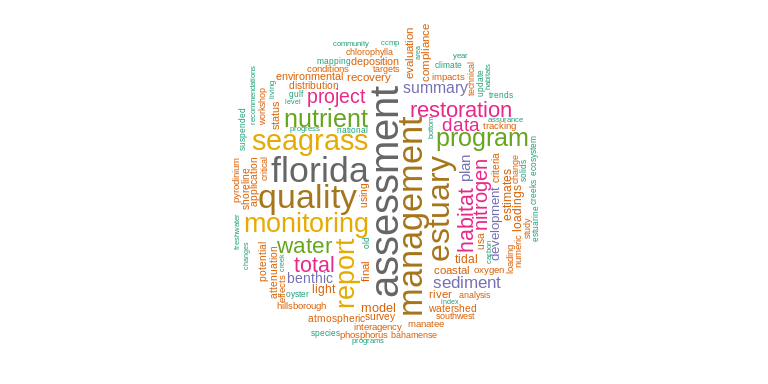 community
ccmp
chlorophylla
mapping
deposition
conditions
targets
environmental
recovery
distribution
evaluation
area
compliance
year
climate
impacts
technical
update
habitats
trends
summary
recommendations
workshop
living
gulf
level
project
status
nutrient
progress
national
suspended
seagrass
restoration
data
tracking
assurance
bottom
program
florida
assessment
management
estuary
quality
monitoring
using
pyrodinium
shoreline
application
critical
plan
habitat
nitrogen
development
criteria
estimates
loadings
change
solids
creeks
ecosystem
estuarine
study
numeric
loading
usa
carbon
freshwater
changes
potential
attenuation
effects
creek
water
total
benthic
light
report
old
final
oyster
hillsborough
tidal
coastal
oxygen
sediment
river
analysis
index
watershed
southwest
model
atmospheric
survey
manatee
interagency
species
phosphorus
bahamense
programs